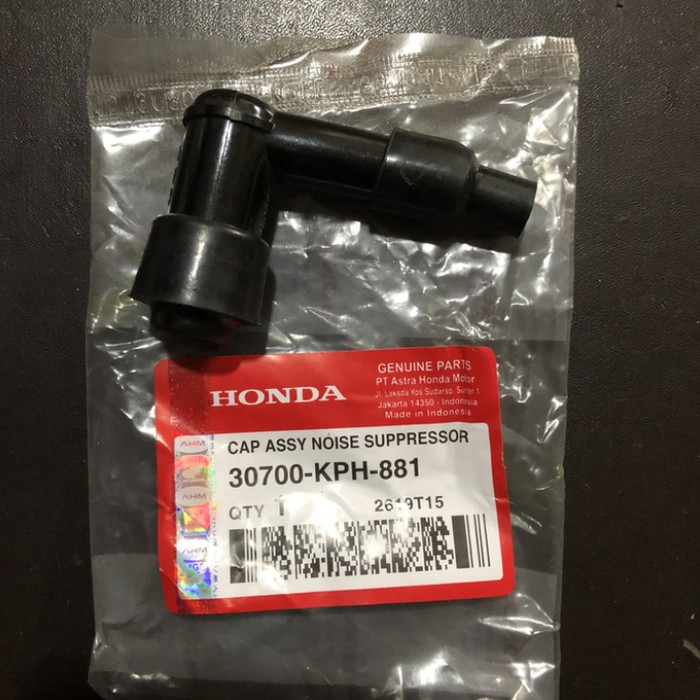 HONDA
GENUINE PARTS
PT Astra Honda Motor
Jl. Laksda Yos Sudarso, Sunter 1
Jakarta 14350 - Indonesia
Made in Indonesia
CAP ASSY NOISE SUPPRESSOR
30700-KPH-881
QTY 1 2619T15
AHM
AHM
AHM